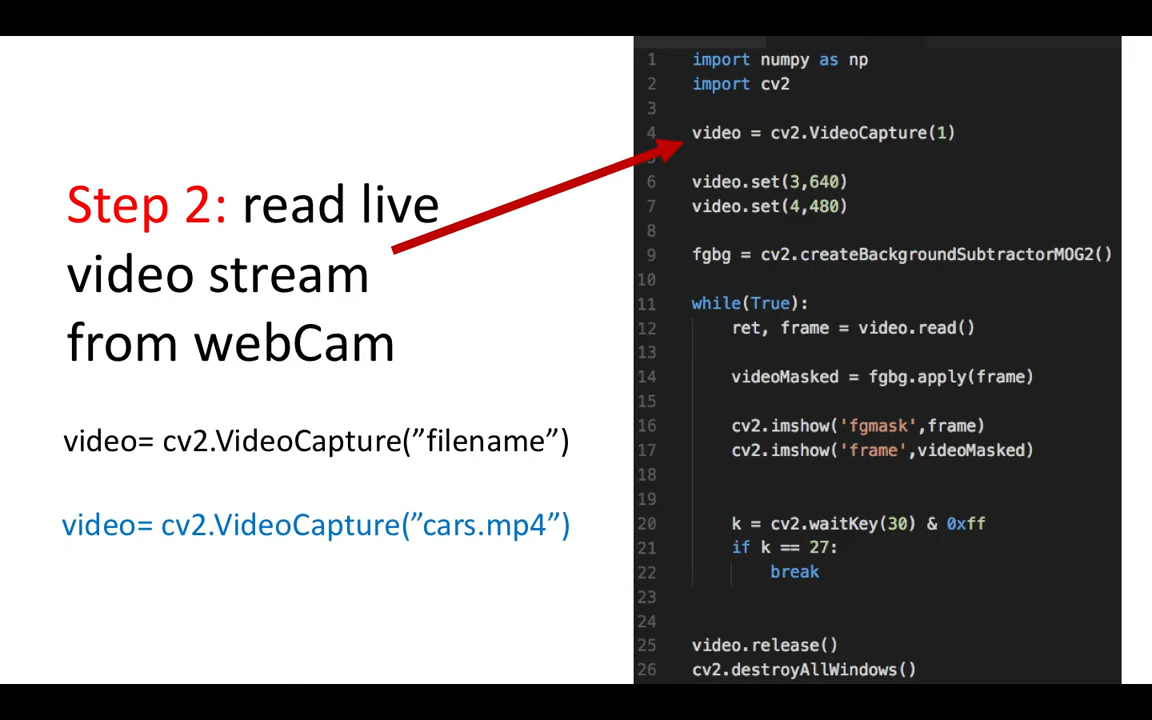 Step 2: read live
video stream
from webCam
video= cv2.VideoCapture(”filename”)
video= cv2.VideoCapture(”cars.mp4”)
1 import numpy as np
2 import cv2
3
4 video = cv2.VideoCapture(1)
5
6 video.set(3,640)
7 video.set(4,480)
8
9 fgbg = cv2.createBackgroundSubtractorMOG2()
10
11 while(True):
12     ret, frame = video.read()
13
14     videoMasked = fgbg.apply(frame)
15
16     cv2.imshow('fgmask',frame)
17     cv2.imshow('frame',videoMasked)
18
19
20     k = cv2.waitKey(30) & 0xff
21     if k == 27:
22         break
23
24
25 video.release()
26 cv2.destroyAllWindows()